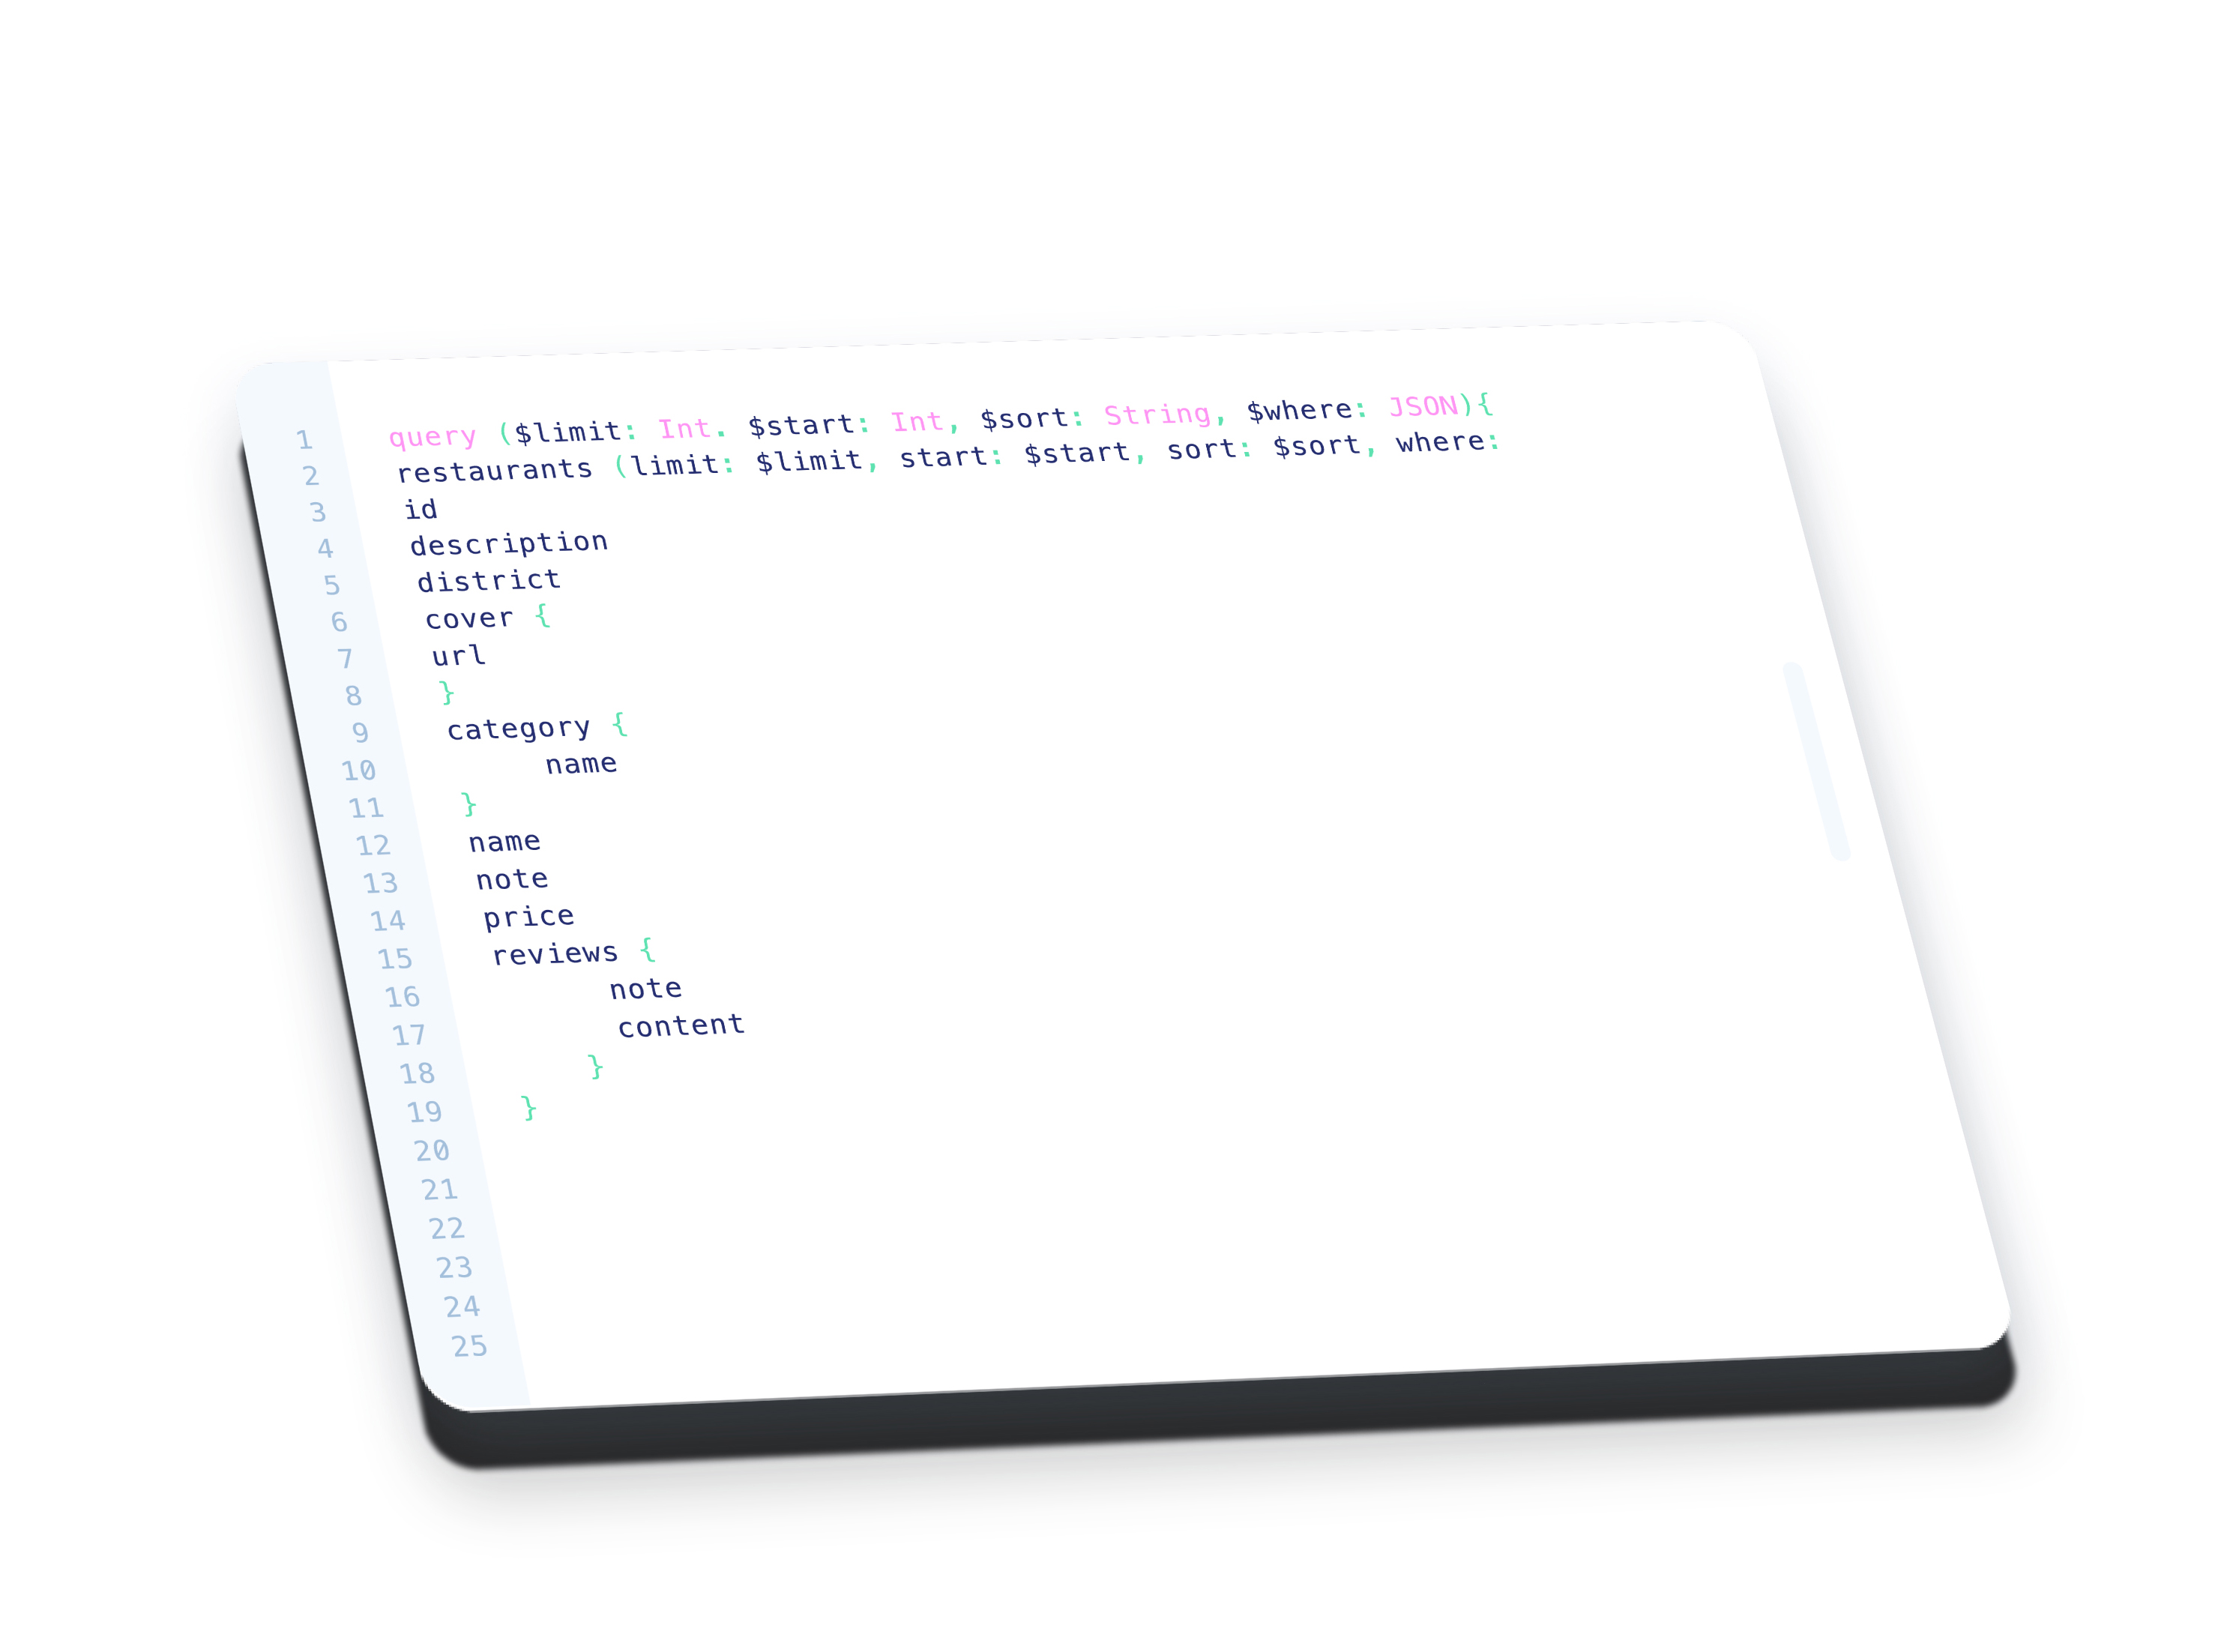 1 query ($limit: Int. $start: Int, $sort: String, $where: JSON){
2 restaurants (limit: $limit, start: $start, sort: $sort, where:
3 id
4 description
5 district
6 cover {
7 url
8 }
9 category {
10 name
11 }
12 name
13 note
14 price
15 reviews {
16 note
17 content
18 }
19 }
20
21
22
23
24
25